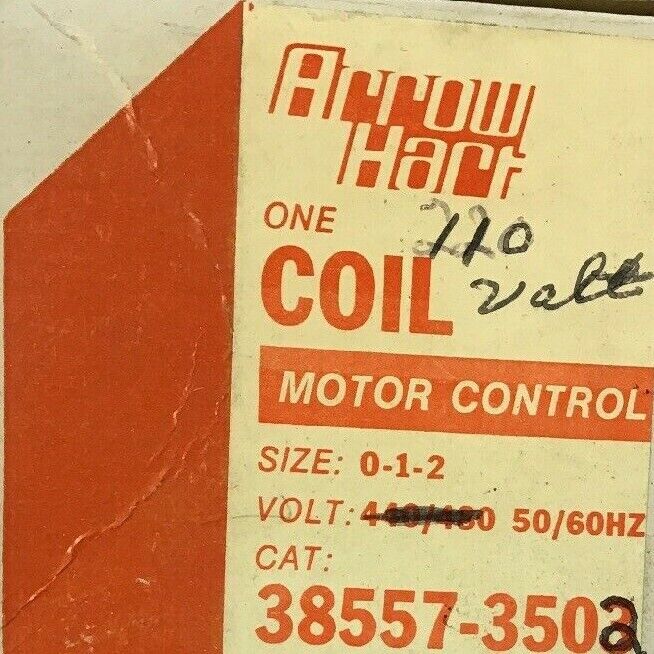 Arrow
Hart
ONE
COIL
110
Volt
MOTOR CONTROL
SIZE: 0-1-2
VOLT: 440/480 50/60HZ
CAT:
38557-3502